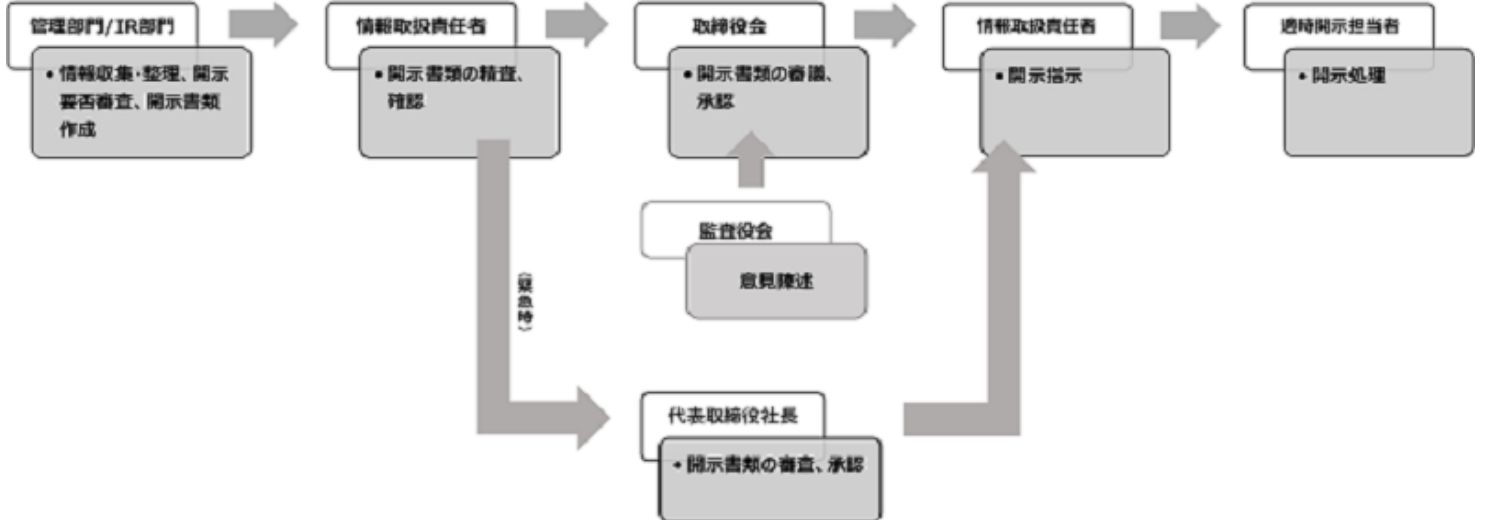 管理部門/IR部門
• 情報収集・整理、開示
要否審査、開示書類
作成
情報取扱責任者
• 開示書類の精査、
確認
取締役会
• 開示書類の審議、
承認
情報取扱責任者
• 開示指示
適時開示担当者
• 開示処理
監査役会
意見陳述
（緊急時）
代表取締役社長
• 開示書類の審査、承認